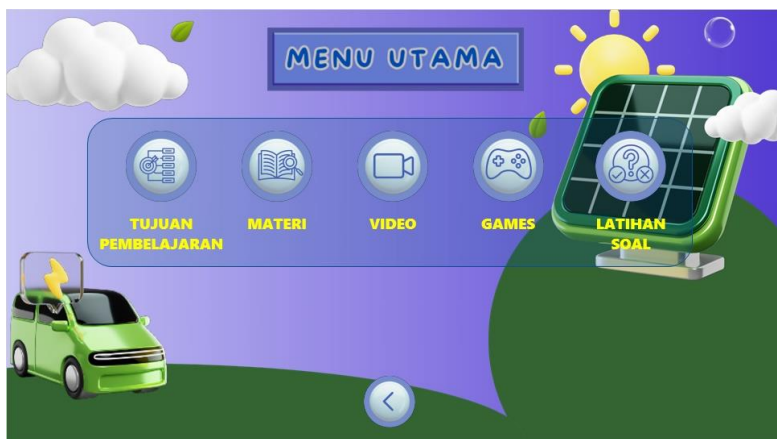 MENU UTAMA
TUJUAN
PEMBELAJARAN
MATERI
VIDEO
GAMES
LATIHAN
SOAL